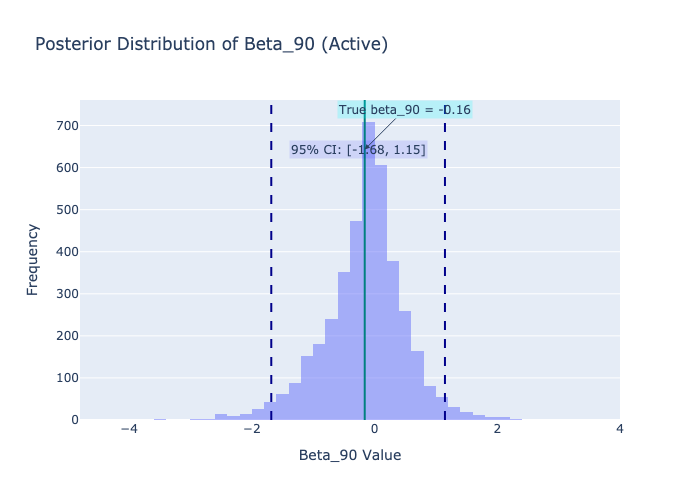 Posterior Distribution of Beta_90 (Active)
True beta_90 = -0.16
95% CI: [-1.68, 1.15]
700
600
500
400
300
200
100
0
−4
−2
0
2
4
Frequency
Beta_90 Value